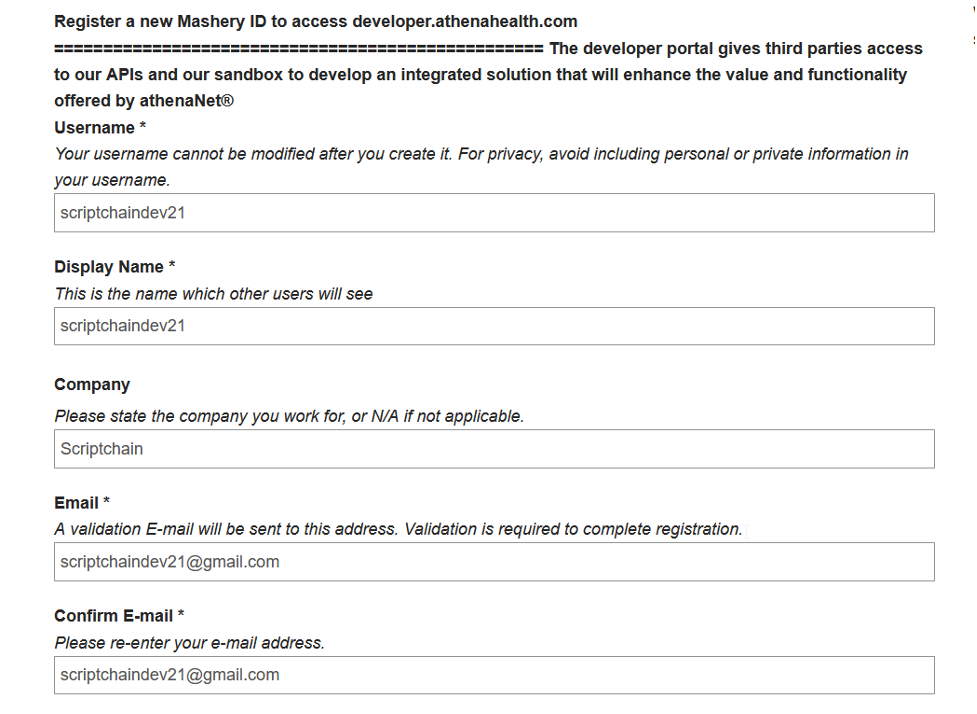 Register a new Mashery ID to access developer.athenahealth.com
================================================== The developer portal gives third parties access
to our APIs and our sandbox to develop an integrated solution that will enhance the value and functionality
offered by athenaNet®
Username *
Your username cannot be modified after you create it. For privacy, avoid including personal or private information in
your username.
scriptchaindev21
Display Name *
This is the name which other users will see
scriptchaindev21
Company
Please state the company you work for, or N/A if not applicable.
Scriptchain
Email *
A validation E-mail will be sent to this address. Validation is required to complete registration.
scriptchaindev21@gmail.com
Confirm E-mail *
Please re-enter your e-mail address.
scriptchaindev21@gmail.com